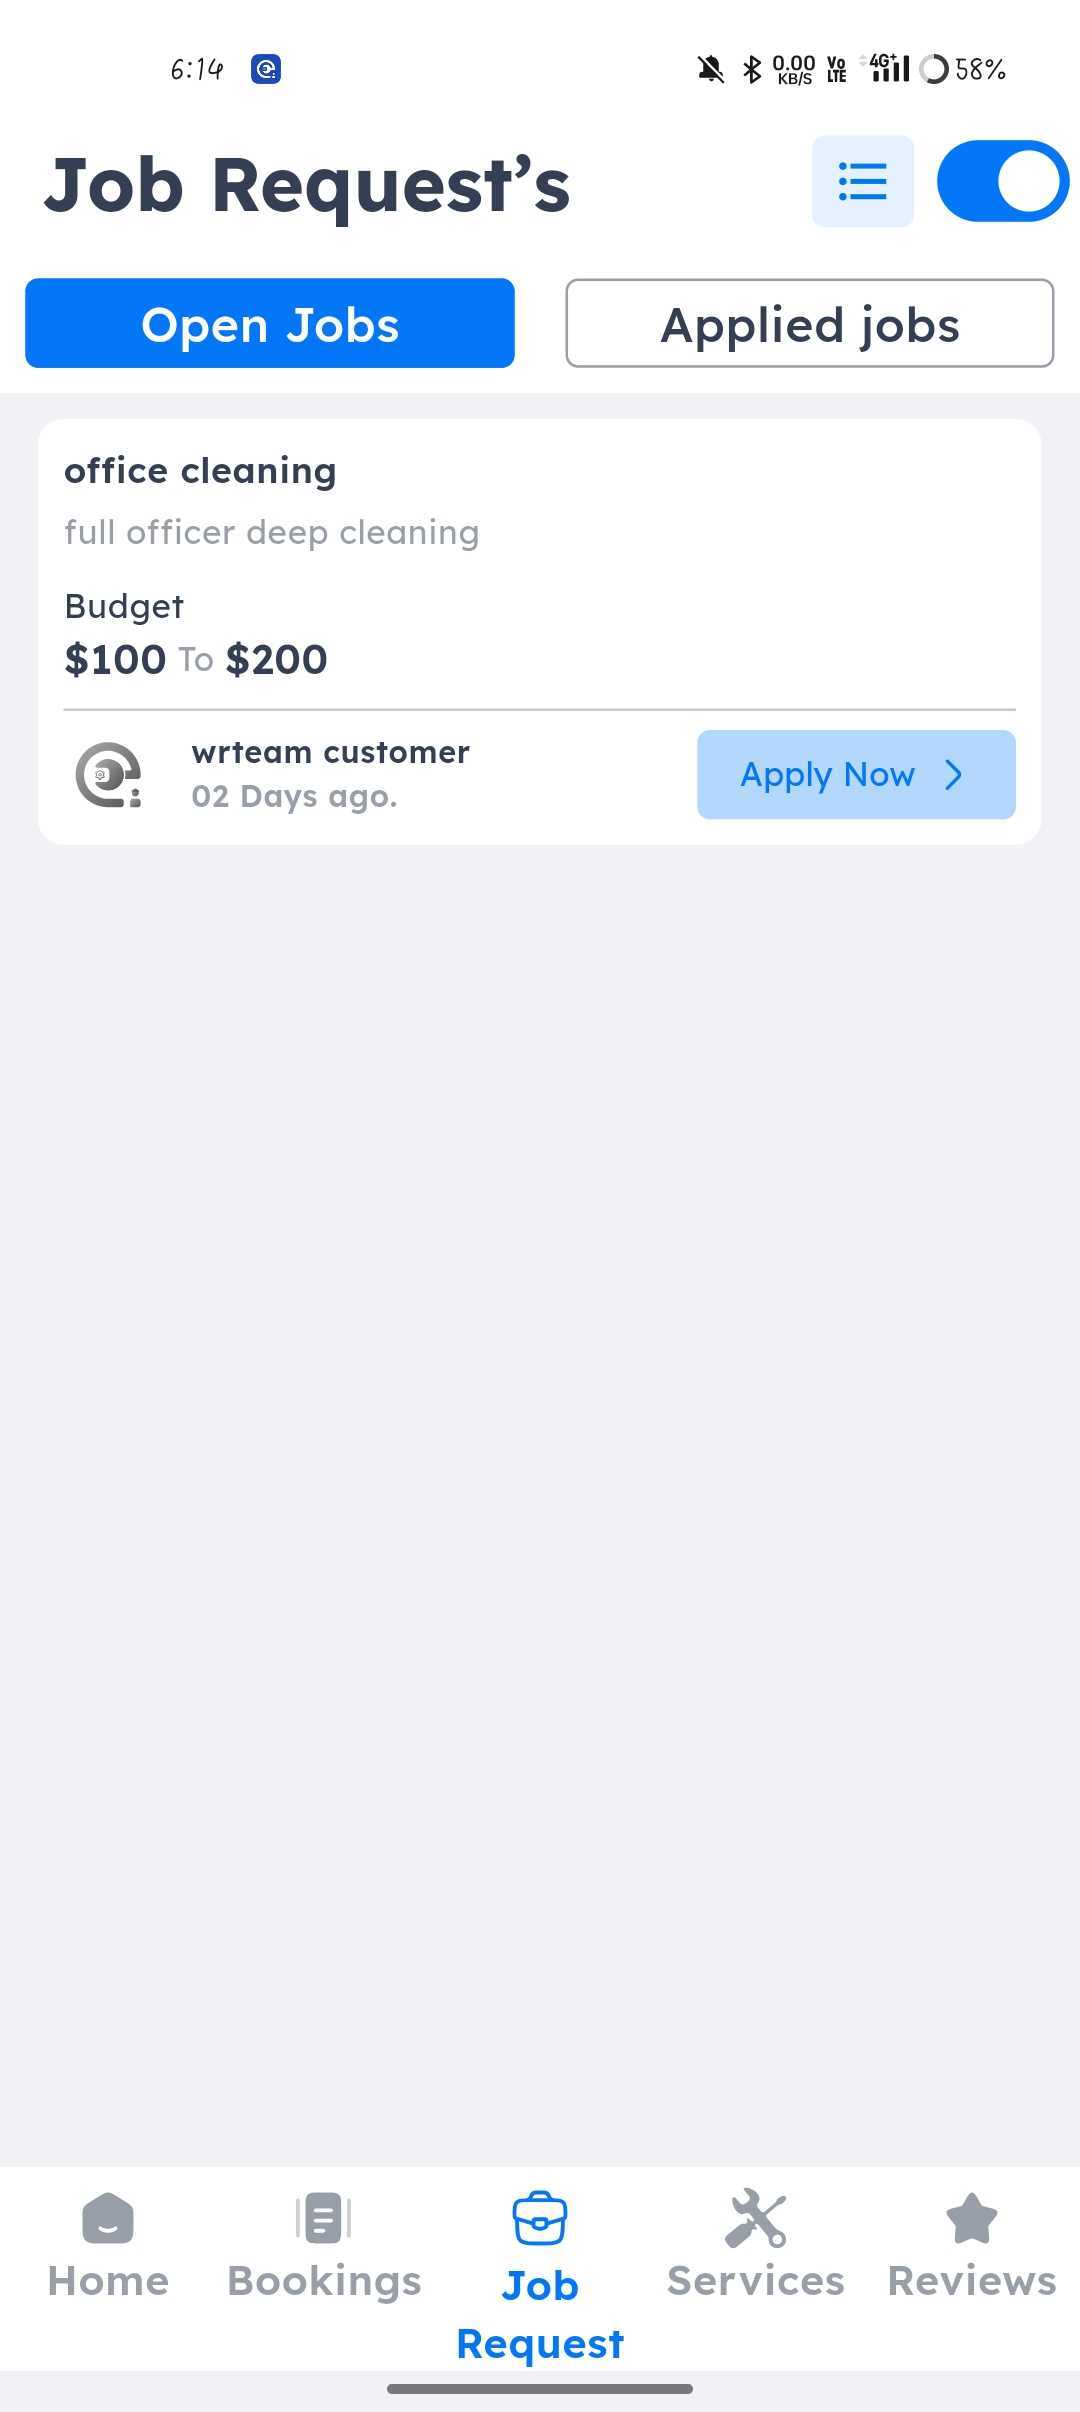 6:14
0.00 KB/S Vo LTE 4G+ 58%
Job Request’s
Open Jobs
Applied jobs
office cleaning
full officer deep cleaning
Budget
$100 To $200
wrteam customer
02 Days ago.
Apply Now
Home
Bookings
Job
Request
Services
Reviews